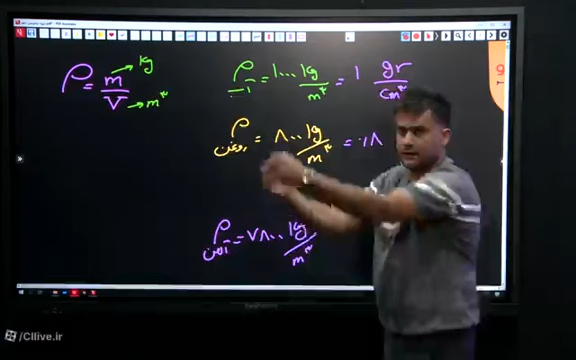 ρ = m/V → kg → m³
ρ آب = ۱۰۰۰ kg/m³ = ۱ gr/cm³
ρ روغن = ۸۰۰ kg/m³ = ۰/۸
ρ آهن = ۷۸۰۰ kg/m³
/Cllive.ir